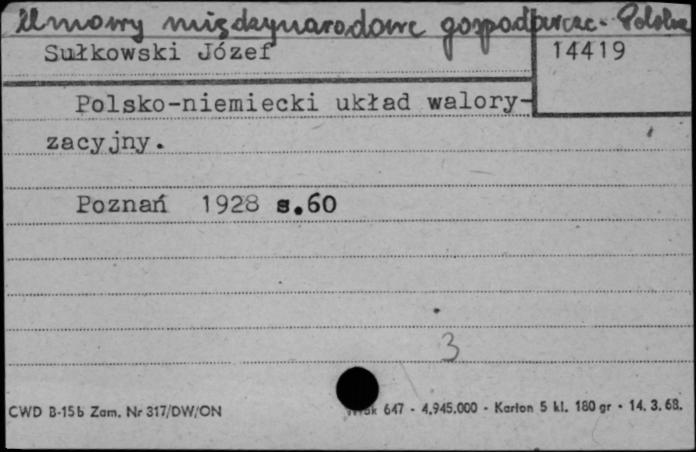 Umowy międzynarodowe gospodarcze - Polska
Sułkowski Józef
14419
Polsko-niemiecki układ walory-
zacyjny.
Poznań 1928 s.60
3
CWD B-15b Zam. Nr 317/DW/ON
647 - 4,945.000 - Karton 5 kl. 180 gr - 14. 3. 68.